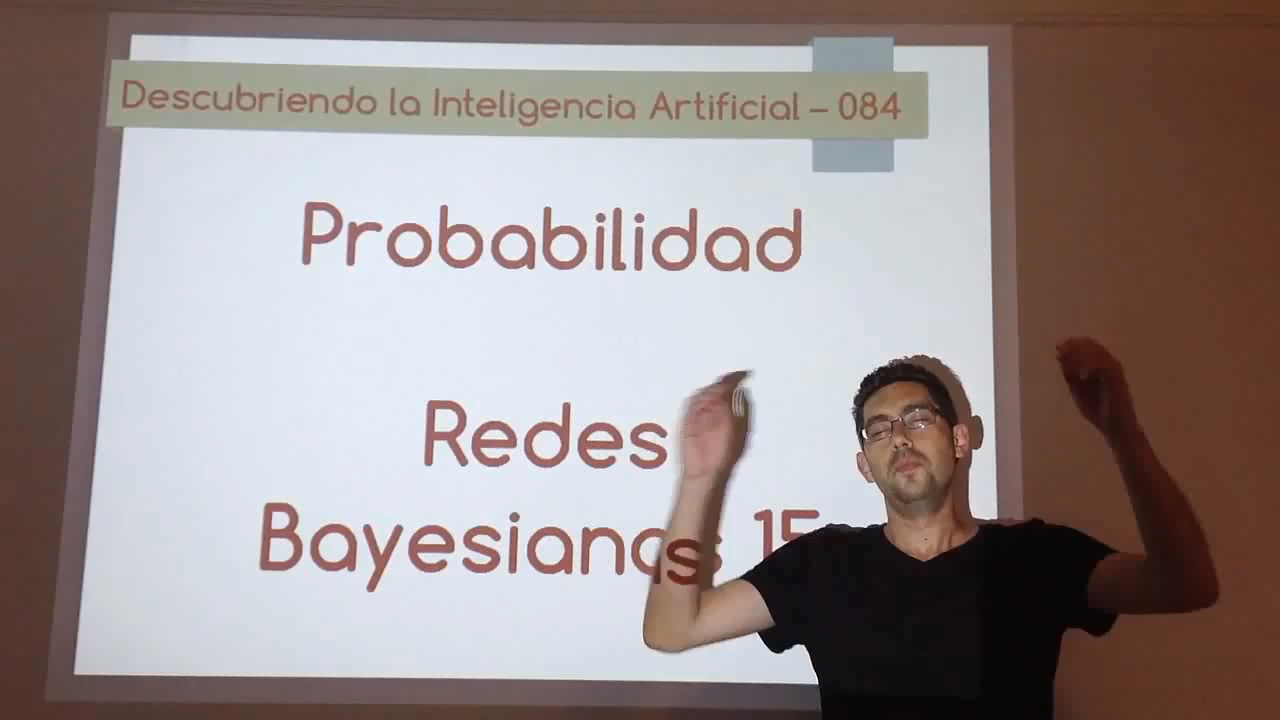 Descubriendo la Inteligencia Artificial – 084
Probabilidad
Redes
Bayesianas 15